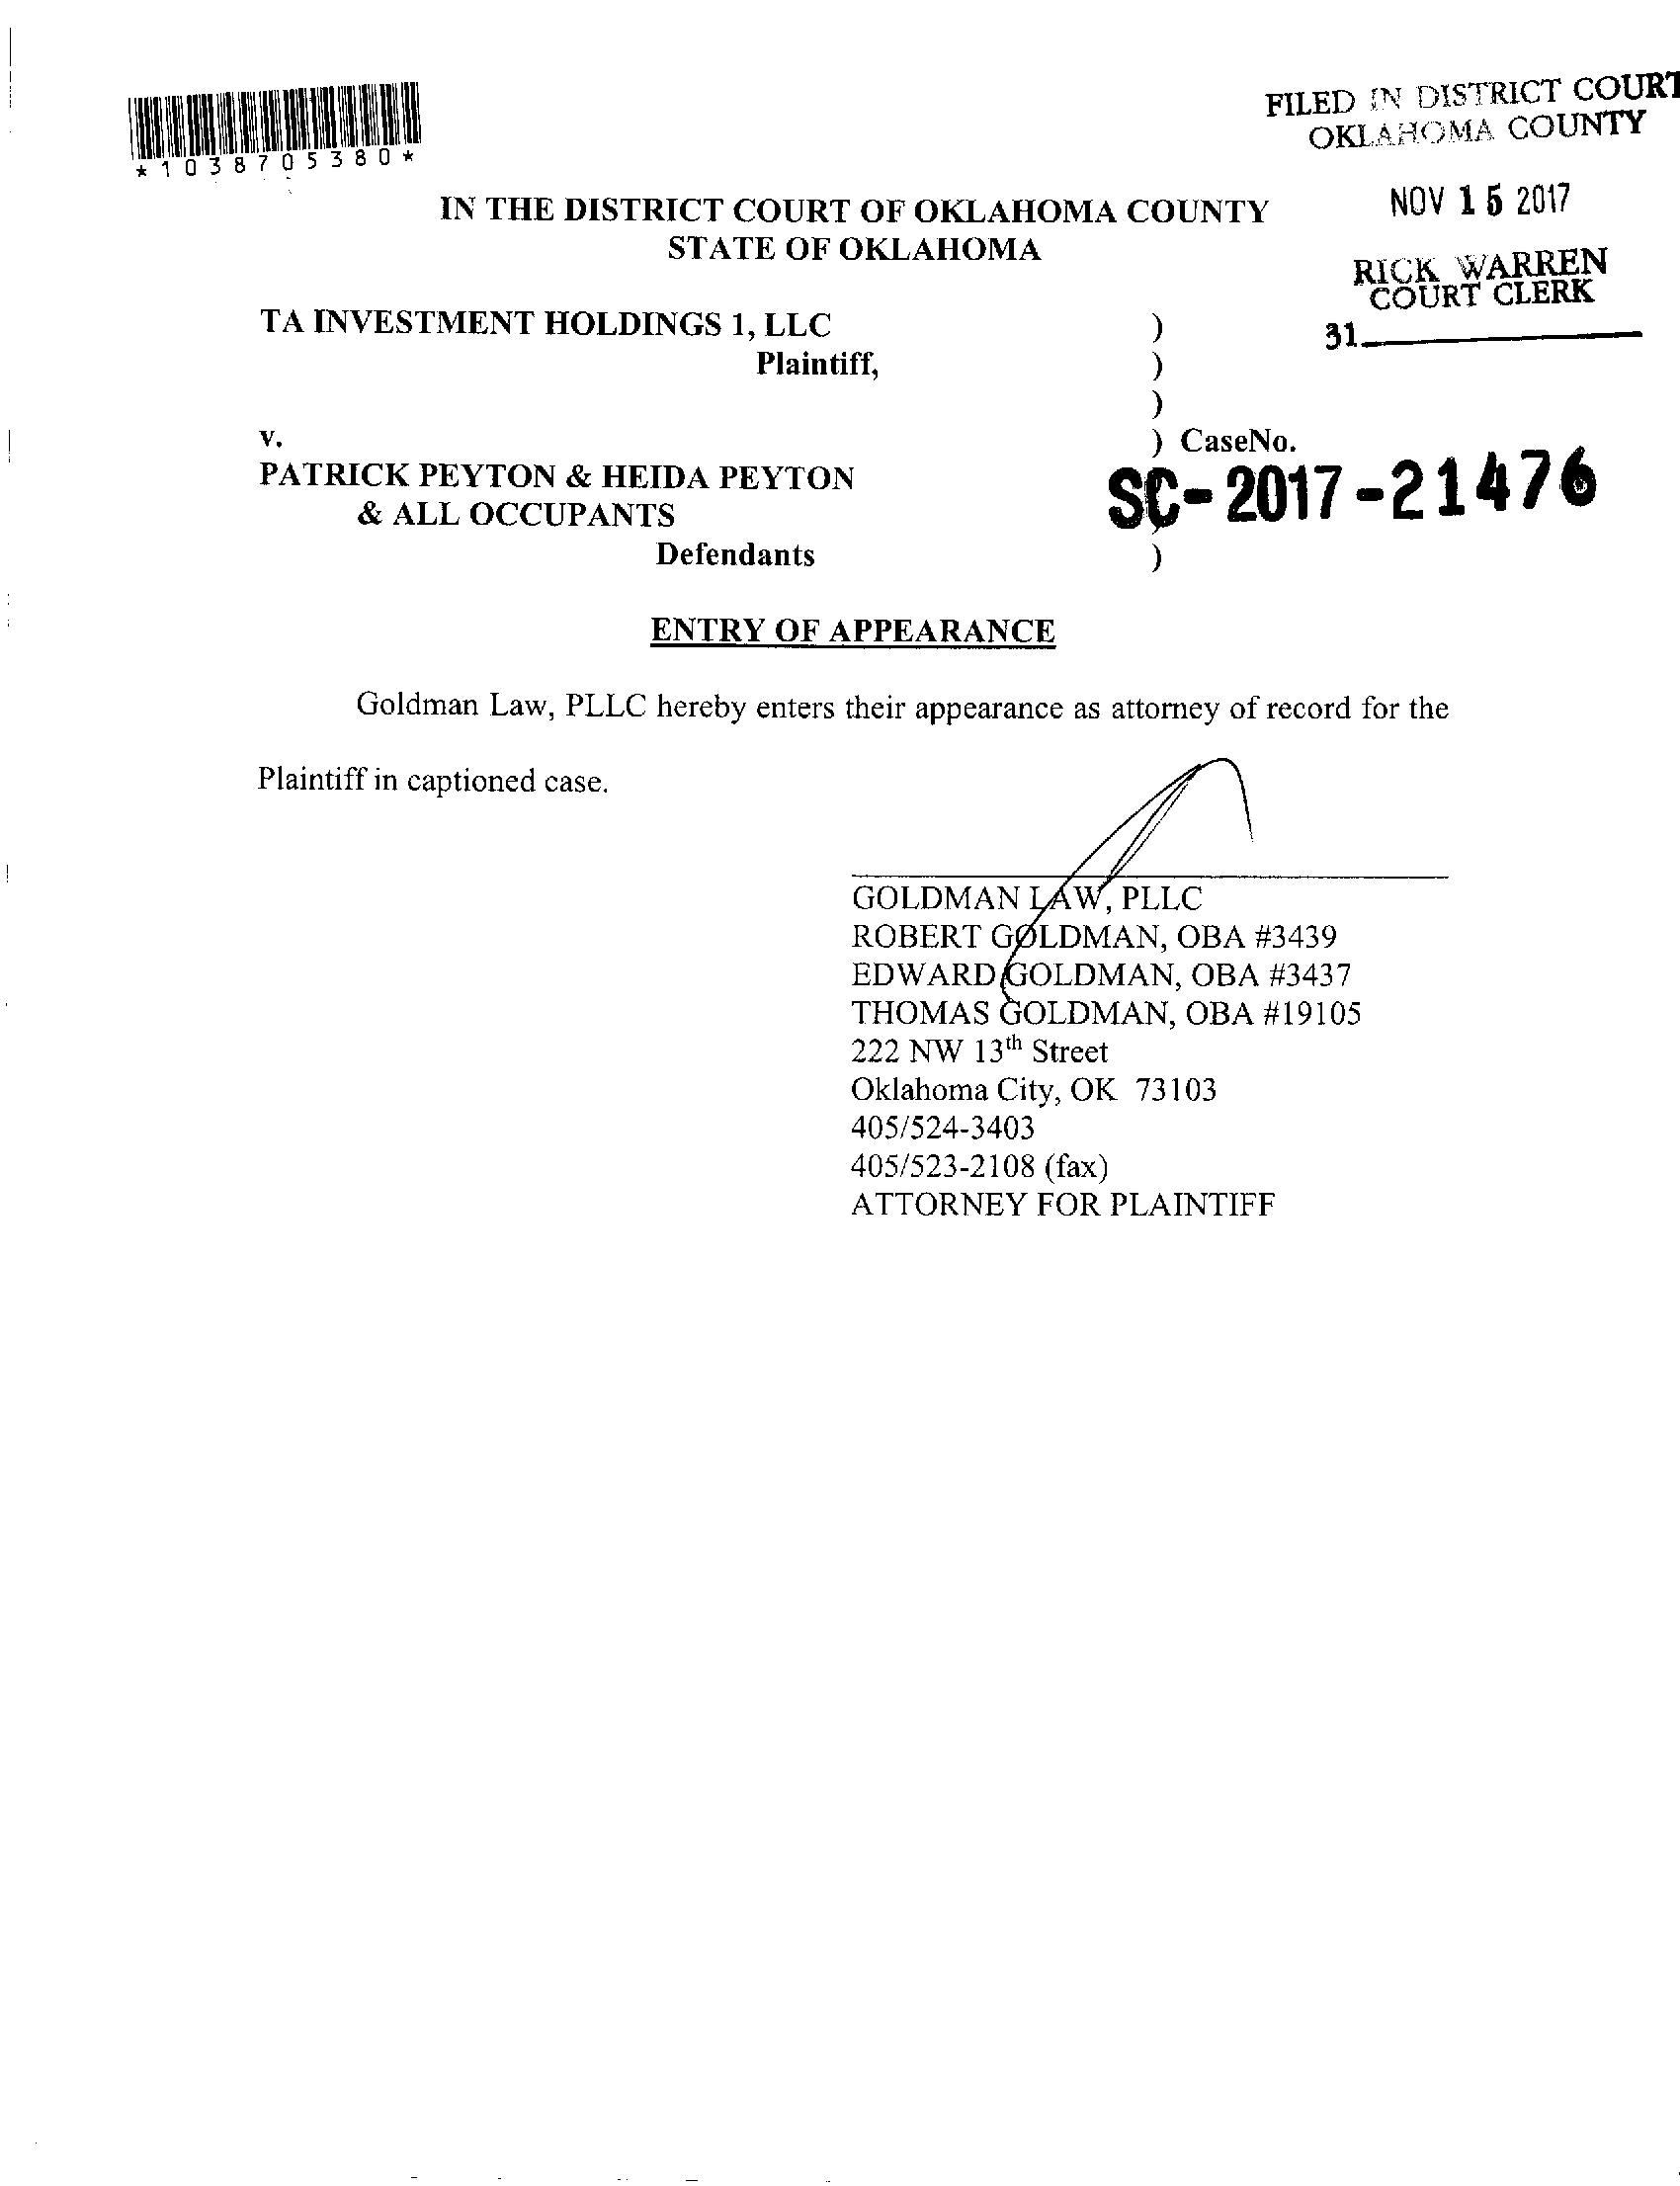 FILED IN DISTRICT COURT
OKLAHOMA COUNTY
*1038705380*
NOV 15 2017
IN THE DISTRICT COURT OF OKLAHOMA COUNTY
STATE OF OKLAHOMA
RICK WARREN
COURT CLERK
31
TA INVESTMENT HOLDINGS 1, LLC )
Plaintiff, )
)
v. ) CaseNo.
PATRICK PEYTON & HEIDA PEYTON
SC-2017-21476
& ALL OCCUPANTS )
Defendants )
ENTRY OF APPEARANCE
Goldman Law, PLLC hereby enters their appearance as attorney of record for the
Plaintiff in captioned case.
GOLDMAN LAW, PLLC
ROBERT GOLDMAN, OBA #3439
EDWARD GOLDMAN, OBA #3437
THOMAS GOLDMAN, OBA #19105
222 NW 13th Street
Oklahoma City, OK 73103
405/524-3403
405/523-2108 (fax)
ATTORNEY FOR PLAINTIFF